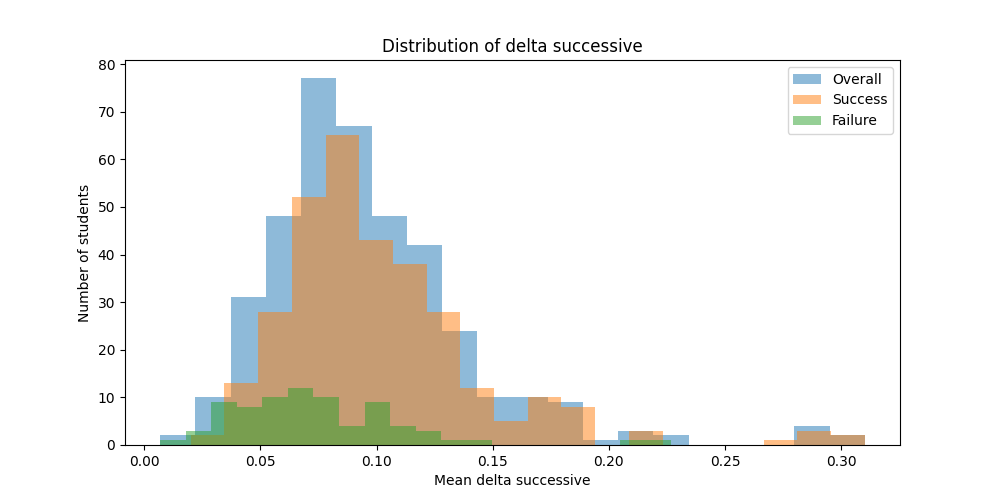 Distribution of delta successive
Overall
Success
Failure
Number of students
80
70
60
50
40
30
20
10
0
0.00 0.05 0.10 0.15 0.20 0.25 0.30
Mean delta successive